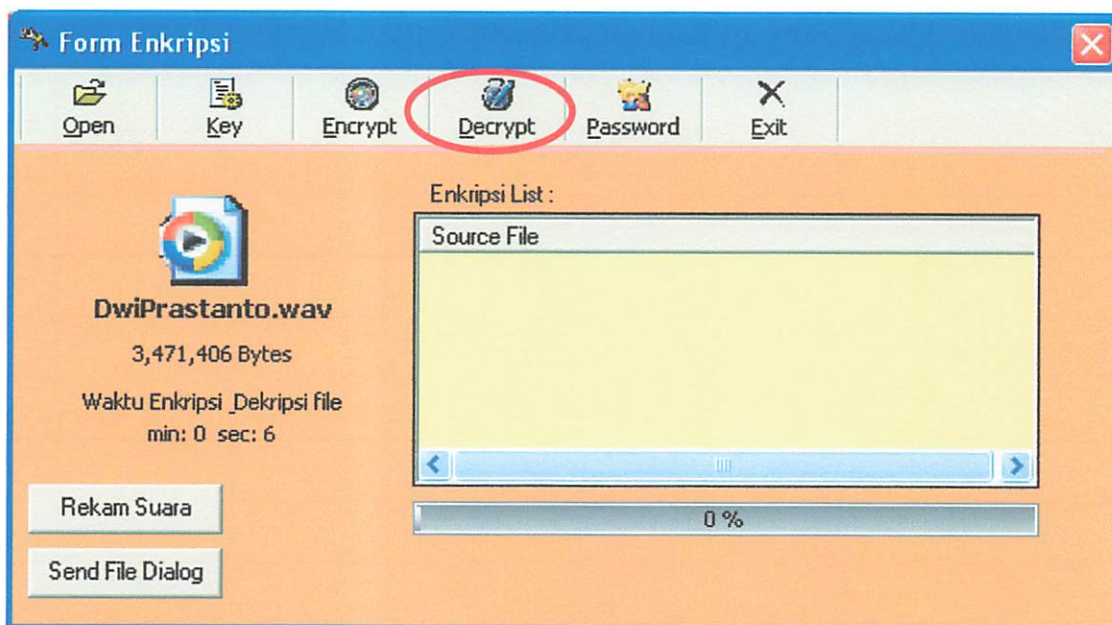 Form Enkripsi
Open Key Encrypt Decrypt Password Exit
Enkripsi List :
Source File
DwiPrastanto.wav
3,471,406 Bytes
Waktu Enkripsi _Dekripsi file
min: 0 sec: 6
Rekam Suara
Send File Dialog
0 %